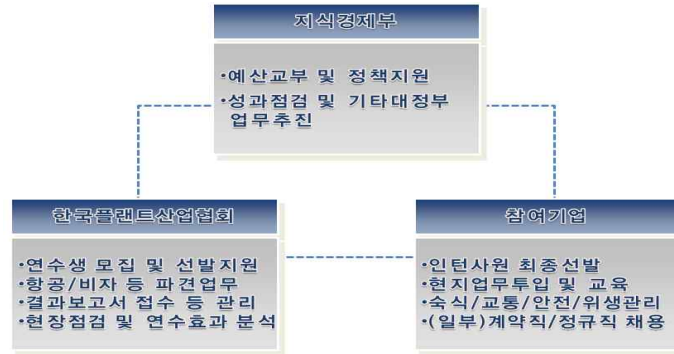 지식경제부
•예산교부 및 정책지원
•성과점검 및 기타대정부
업무추진
한국플랜트산업협회
•연수생 모집 및 선발지원
•항공/비자 등 파견업무
•결과보고서 접수 등 관리
•현장점검 및 연수효과 분석
참여기업
•인턴사원 최종선발
•현지업무투입 및 교육
•숙식/교통/안전/위생관리
•(일부)계약직/정규직 채용